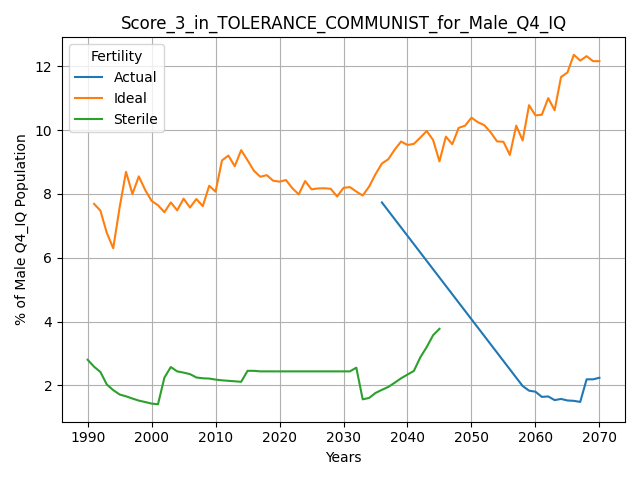 Score_3_in_TOLERANCE_COMMUNIST_for_Male_Q4_IQ
Fertility
Actual
Ideal
Sterile
% of Male Q4_IQ Population
12
10
8
6
4
2
1990 2000 2010 2020 2030 2040 2050 2060 2070
Years